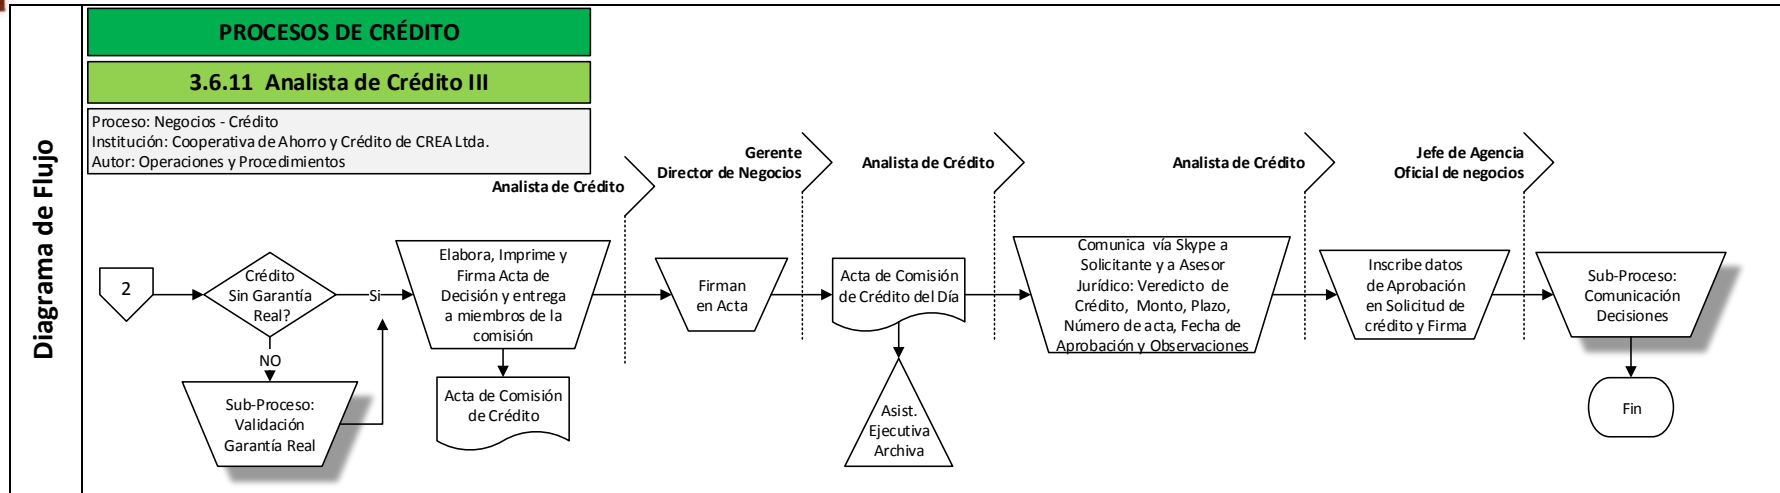 PROCESOS DE CRÉDITO
3.6.11 Analista de Crédito III
Proceso: Negocios - Crédito
Institución: Cooperativa de Ahorro y Crédito de CREA Ltda.
Autor: Operaciones y Procedimientos
Diagrama de Flujo
Analista de Crédito
Gerente
Director de Negocios
Analista de Crédito
Analista de Crédito
Jefe de Agencia
Oficial de negocios
2
Crédito
Sin Garantía
Real?
Si
NO
Sub-Proceso:
Validación
Garantía Real
Elabora, Imprime y
Firma Acta de
Decisión y entrega
a miembros de la
comisión
Acta de Comisión
de Crédito
Firman
en Acta
Acta de Comisión
de Crédito del Día
Asist.
Ejecutiva
Archiva
Comunica vía Skype a
Solicitante y a Asesor
Jurídico: Veredicto de
Crédito, Monto, Plazo,
Número de acta, Fecha de
Aprobación y Observaciones
Inscribe datos
de Aprobación
en Solicitud de
crédito y Firma
Sub-Proceso:
Comunicación
Decisiones
Fin